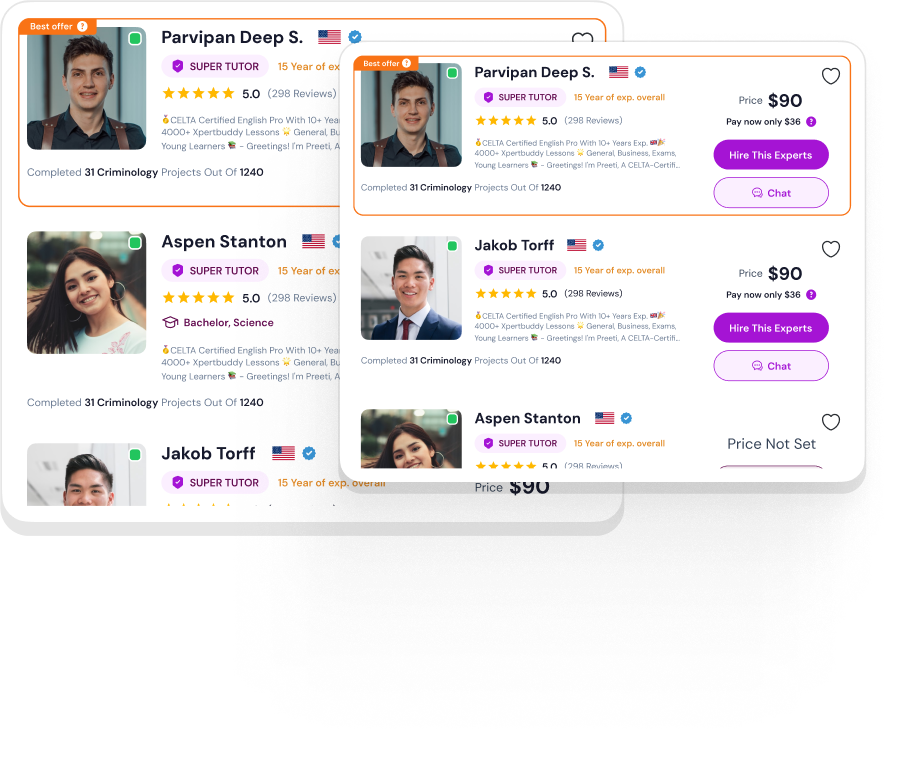 Best offer ?
Parvipan Deep S.
SUPER TUTOR 15 Year of ex
5.0 (298 Reviews)
CELTA Certified English Pro With 10+ Yea
4000+ Xpertbuddy Lessons General, Bu
Young Learners - Greetings! I'm Preeti, A
Completed 31 Criminology Projects Out Of 1240
Aspen Stanton
SUPER TUTOR 15 Year of ex
5.0 (298 Reviews)
Bachelor, Science
CELTA Certified English Pro With 10+ Yea
4000+ Xpertbuddy Lessons General, Bu
Young Learners - Greetings! I'm Preeti, A
Completed 31 Criminology Projects Out Of 1240
Jakob Torff
SUPER TUTOR 15 Year of exp. overall
Price $90
Best offer ?
Parvipan Deep S.
SUPER TUTOR 15 Year of exp. overall
5.0 (298 Reviews)
CELTA Certified English Pro With 10+ Years Exp.
4000+ Xpertbuddy Lessons General, Business, Exams,
Young Learners - Greetings! I'm Preeti, A CELTA-Certifi...
Completed 31 Criminology Projects Out Of 1240
Price $90
Pay now only $36 ?
Hire This Experts
Chat
Jakob Torff
SUPER TUTOR 15 Year of exp. overall
5.0 (298 Reviews)
CELTA Certified English Pro With 10+ Years Exp.
4000+ Xpertbuddy Lessons General, Business, Exams,
Young Learners - Greetings! I'm Preeti, A CELTA-Certifi...
Completed 31 Criminology Projects Out Of 1240
Price $90
Pay now only $36 ?
Hire This Experts
Chat
Aspen Stanton
SUPER TUTOR 15 Year of exp. overall
5.0 (298 Reviews)
Price Not Set